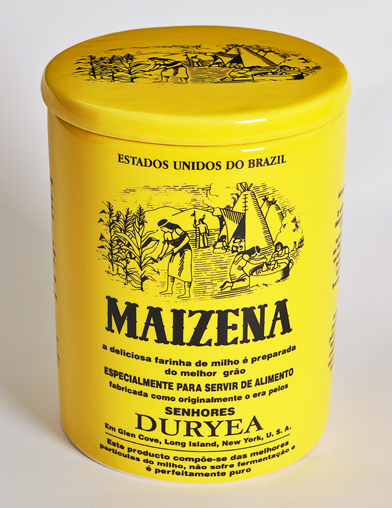 ESTADOS UNIDOS DO BRAZIL
MAIZENA
a deliciosa farinha de milho é preparada
do melhor grão
ESPECIALMENTE PARA SERVIR DE ALIMENTO
fabricada como originalmente o era pelos
SENHORES
DURYEA
Em Glen Cove, Long Island, New York, U. S. A.
Este producto compõe-se das melhores
particulas do milho, não sofre fermentação e
é perfeitamente puro